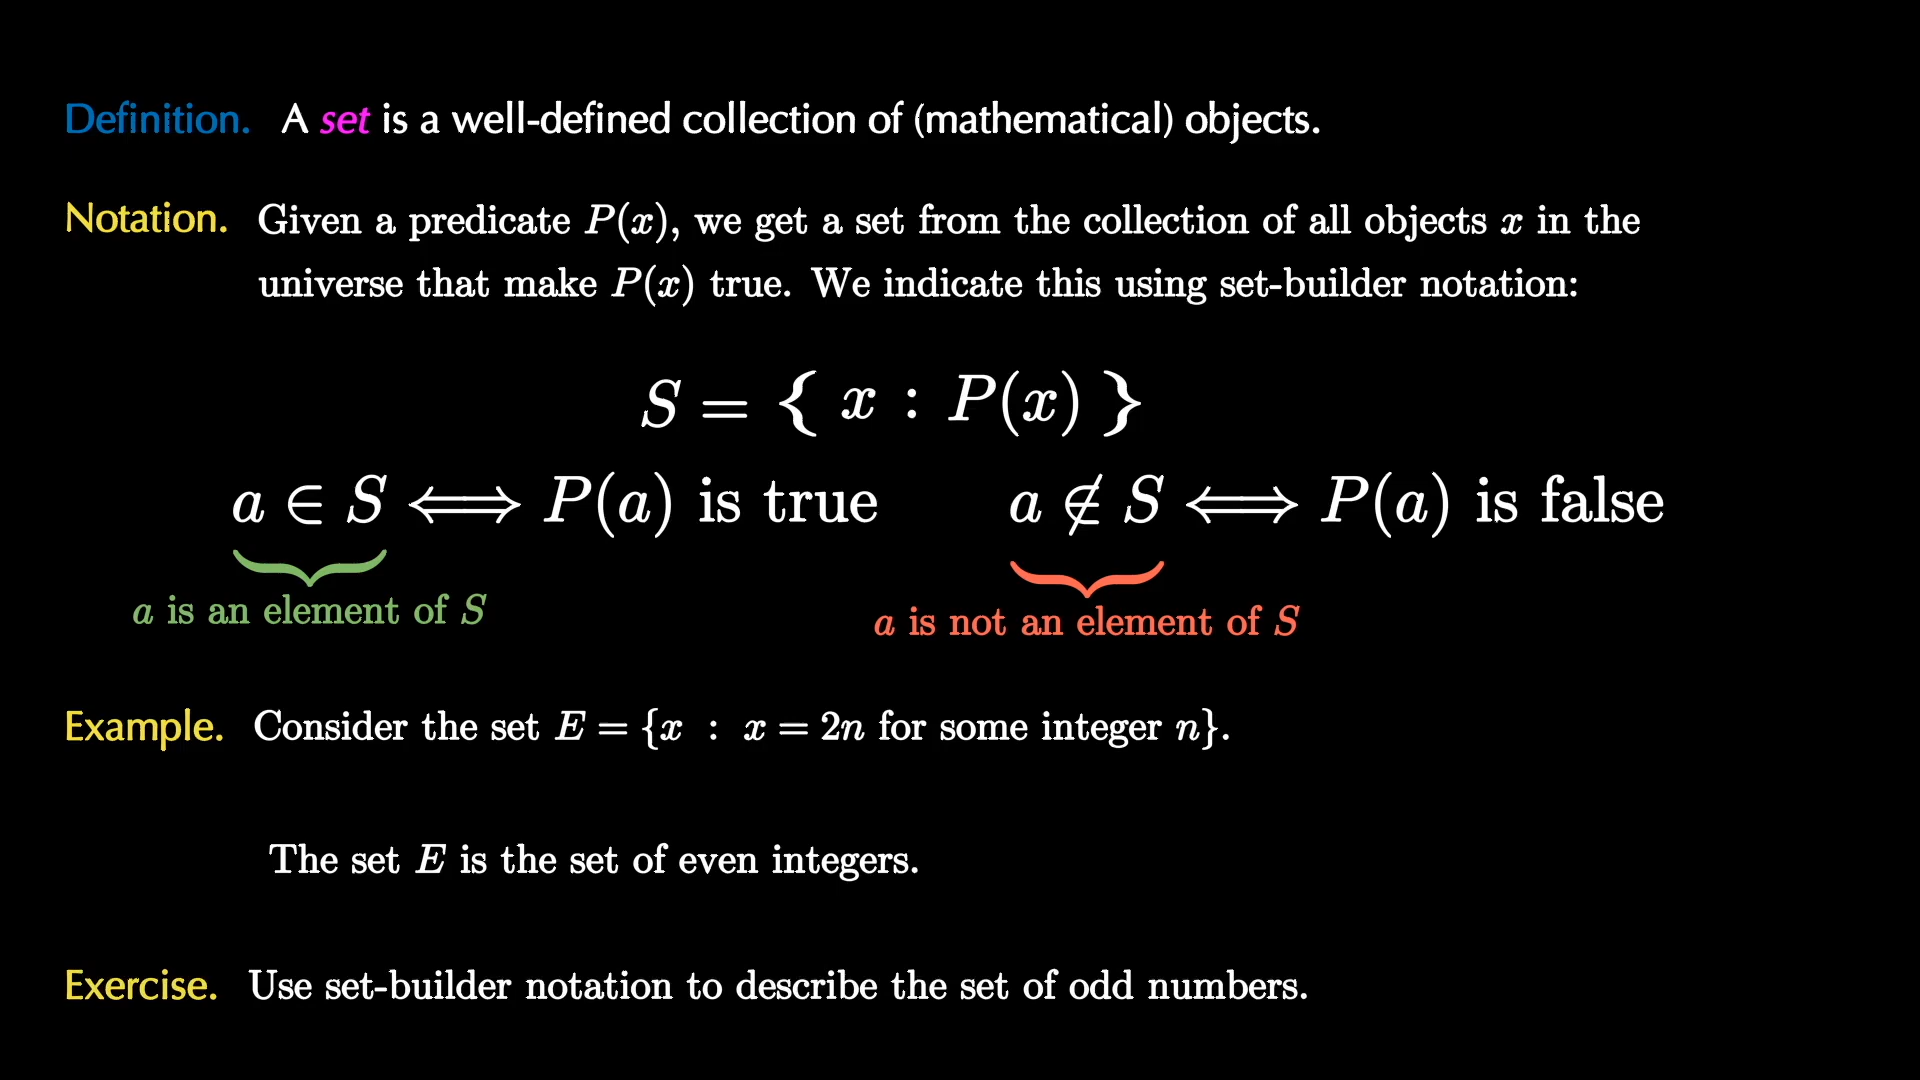 Definition. A set is a well-defined collection of (mathematical) objects.
Notation. Given a predicate P(x), we get a set from the collection of all objects x in the
universe that make P(x) true. We indicate this using set-builder notation:
S = { x : P(x) }
a ∈ S ⟺ P(a) is true a ∉ S ⟺ P(a) is false
a is an element of S a is not an element of S
Example. Consider the set E = {x : x = 2n for some integer n}.
The set E is the set of even integers.
Exercise. Use set-builder notation to describe the set of odd numbers.